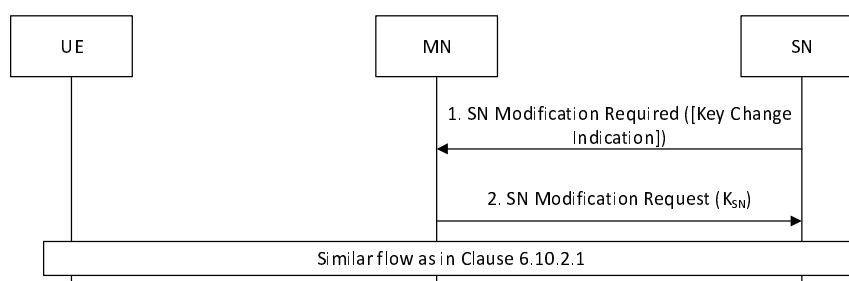 UE
MN
SN
1. SN Modification Required ([Key Change
Indication])
2. SN Modification Request (KSN)
Similar flow as in Clause 6.10.2.1